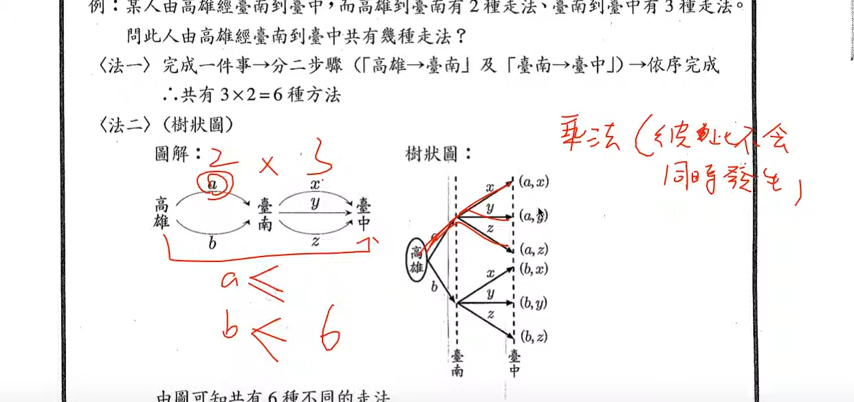 例：某人由高雄經臺南到臺中，而高雄到臺南有2種走法、臺南到臺中有3種走法。
問此人由高雄經臺南到臺中共有幾種走法？
〈法一〉完成一件事→分二步驟（「高雄→臺南」及「臺南→臺中」）→依序完成
∴共有3×2=6種方法
〈法二〉（樹狀圖）
乘法（彼此不會
同時發生）
圖解：2 × 3
高雄 a b 臺南 x y z 臺中
a
b 6
樹狀圖：
高雄
a x (a, x)
y (a, y)
z (a, z)
b x (b, x)
y (b, y)
z (b, z)
臺南 臺中
由圖可知共有6種不同的走法